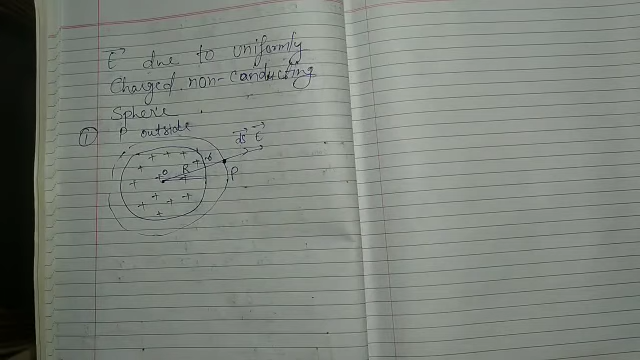 E due to uniformly
Charged non-conducting
Sphere.
① P outside
ds E
O R
P